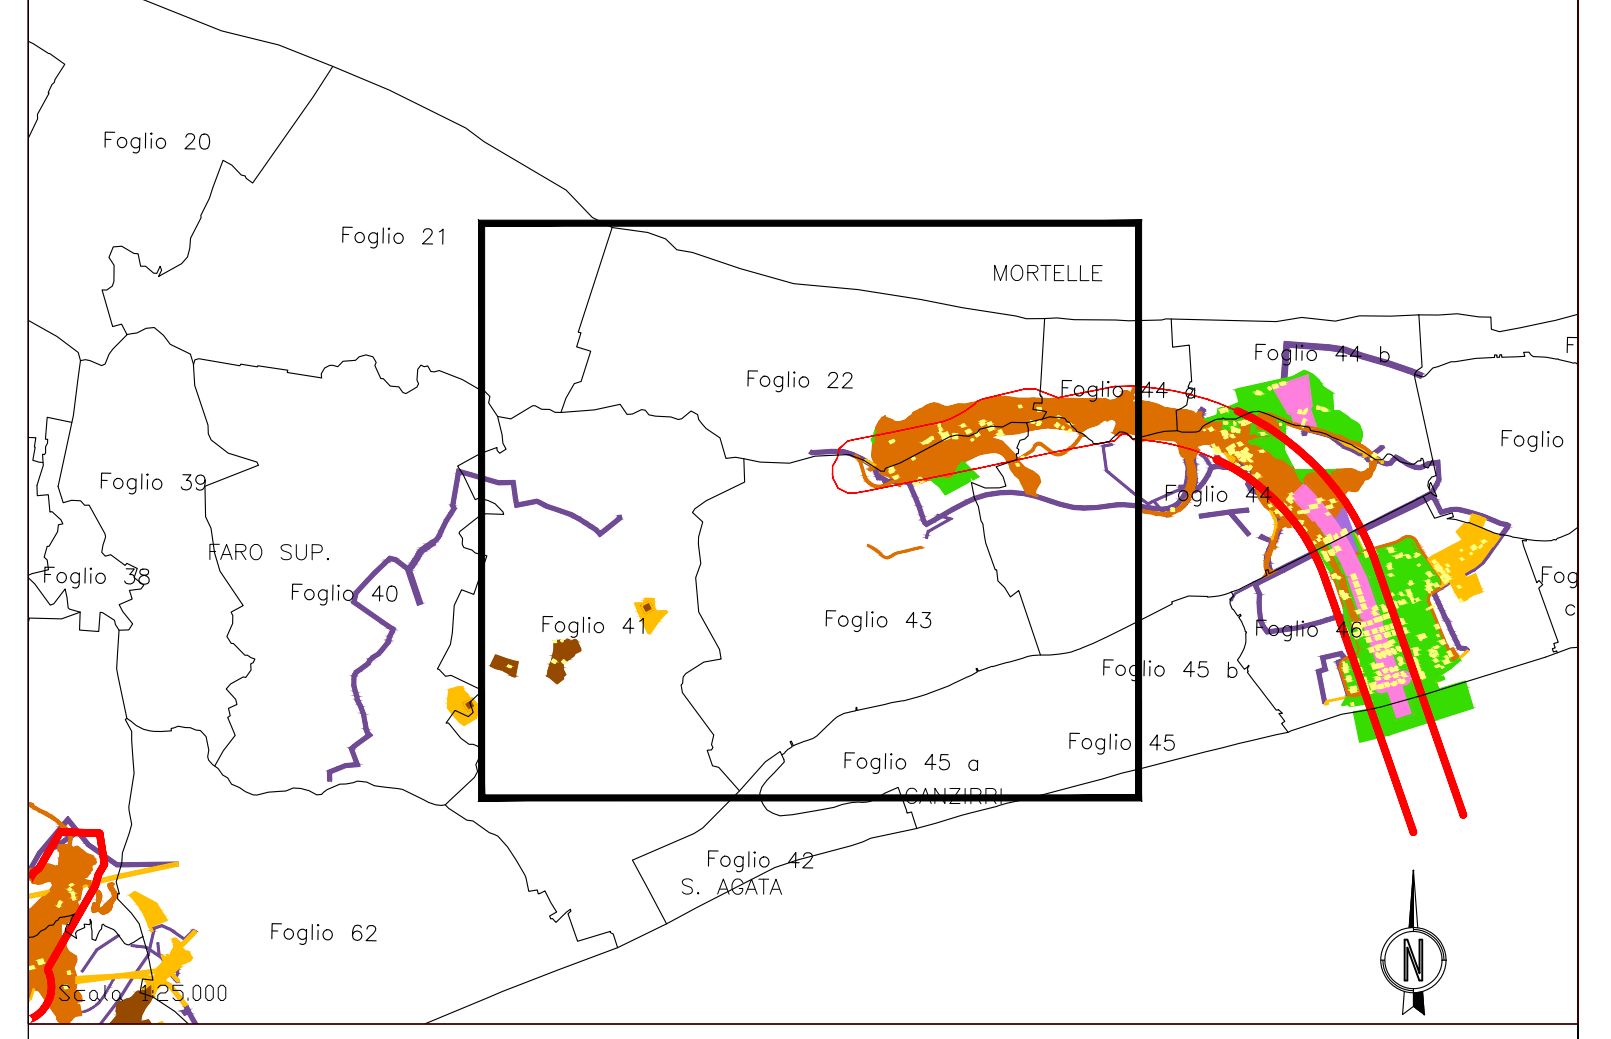 Foglio 20
Foglio 21
MORTELLE
Foglio 44 b
F
Foglio 22
Foglio 44 a
Foglio
Foglio 39
Foglio 44
FARO SUP.
Foglio 38
Foglio 40
Fog
c
Foglio 41
Foglio 43
Foglio 46
Foglio 45 b
Foglio 45
Foglio 45 a
GANZIRRI
Foglio 42
S. AGATA
Foglio 62
N
Scala 1:25.000